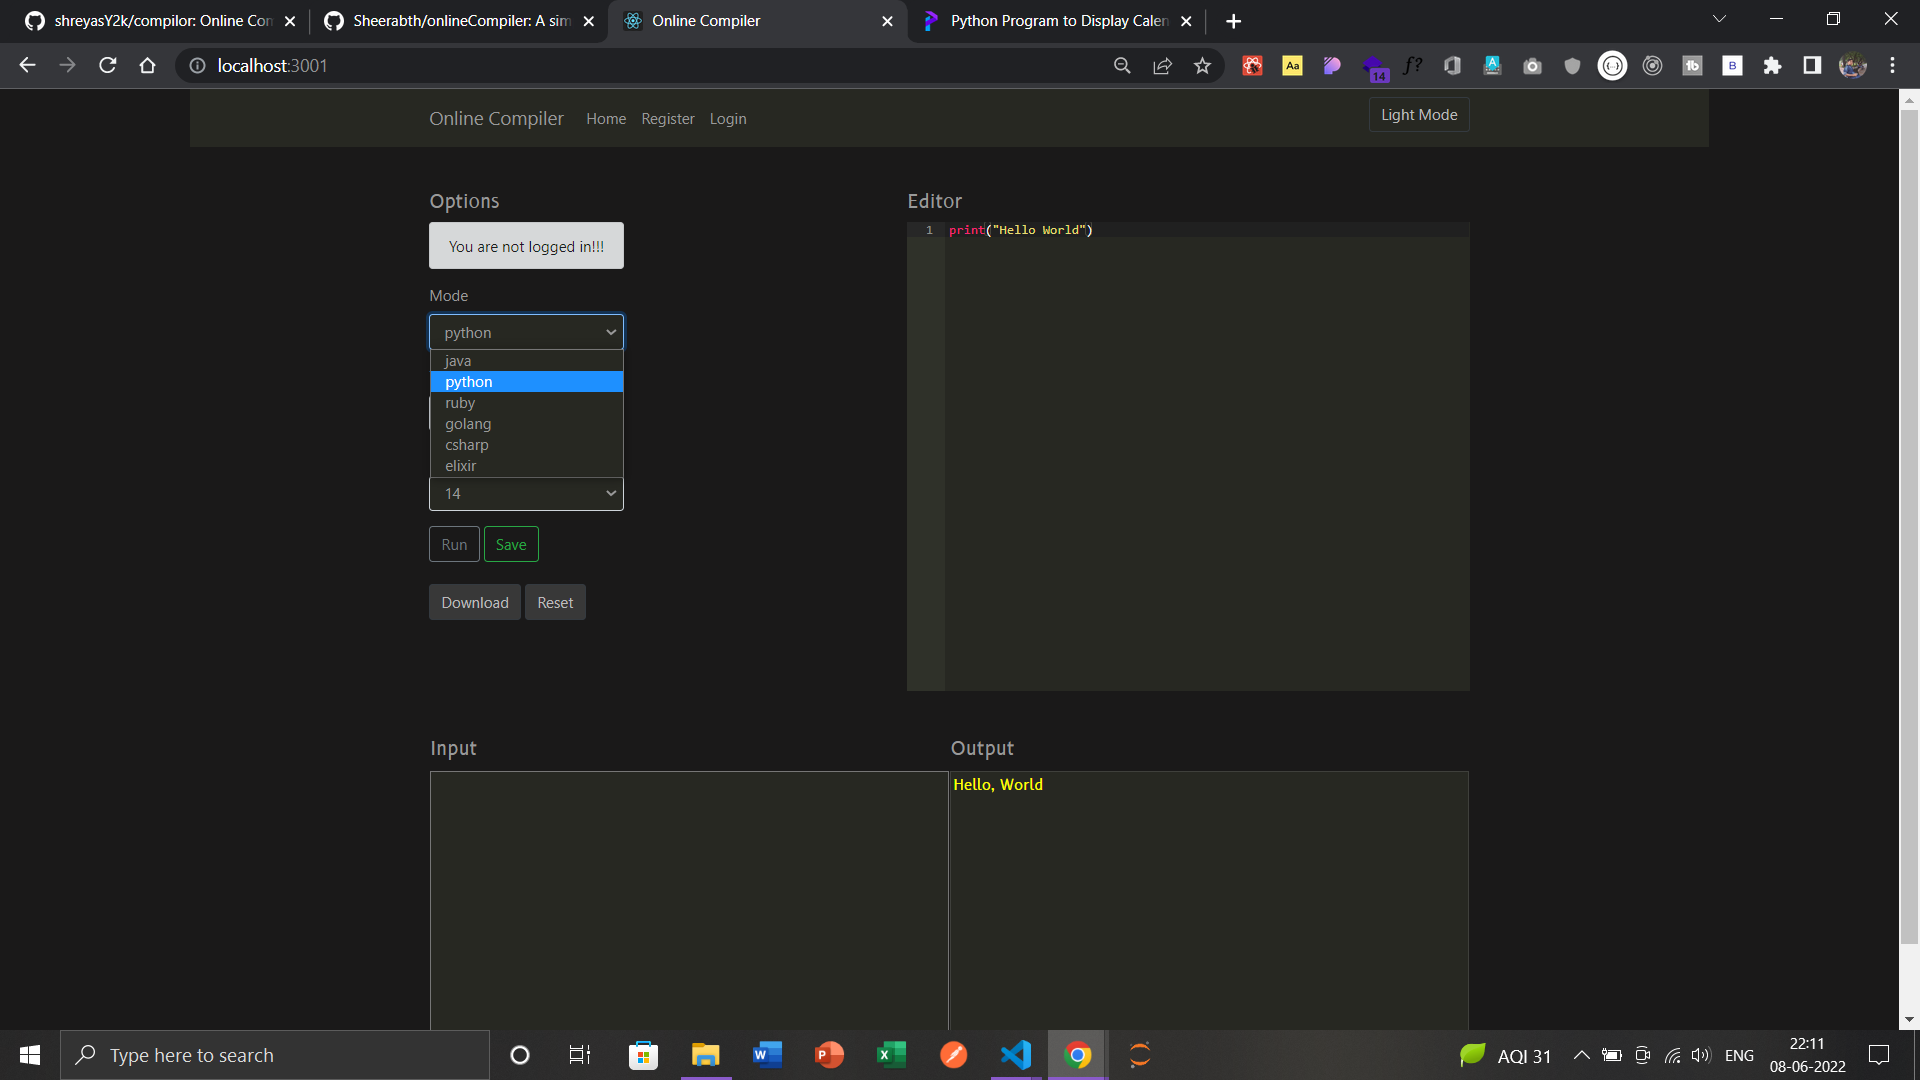 shreyasY2k/compilor: Online Con
Sheerabth/onlineCompiler: A sim
Online Compiler
Python Program to Display Calen
localhost:3001
Aa
14
f?
A
tb
B
Online Compiler
Home
Register
Login
Light Mode
Options
You are not logged in!!!
Mode
python
java
python
ruby
golang
csharp
elixir
14
Run
Save
Download
Reset
Editor
1 print("Hello World")
Input
Output
Hello, World
Type here to search
AQI 31
ENG
22:11
08-06-2022